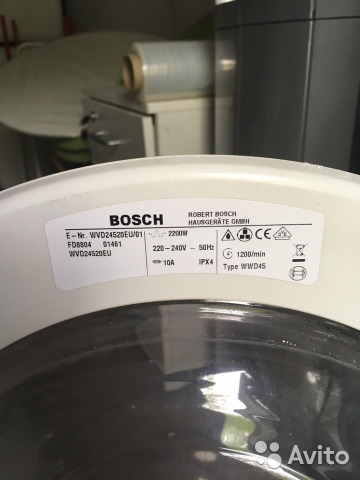 BOSCH
ROBERT BOSCH
HAUSGERÄTE GMBH
E-Nr. WVD24520EU/01
FD8804 01461
WVD24520EU
2200W
220-240V ~ 50Hz
10A IPX4
CE
1200/min
Type WWD45
Avito